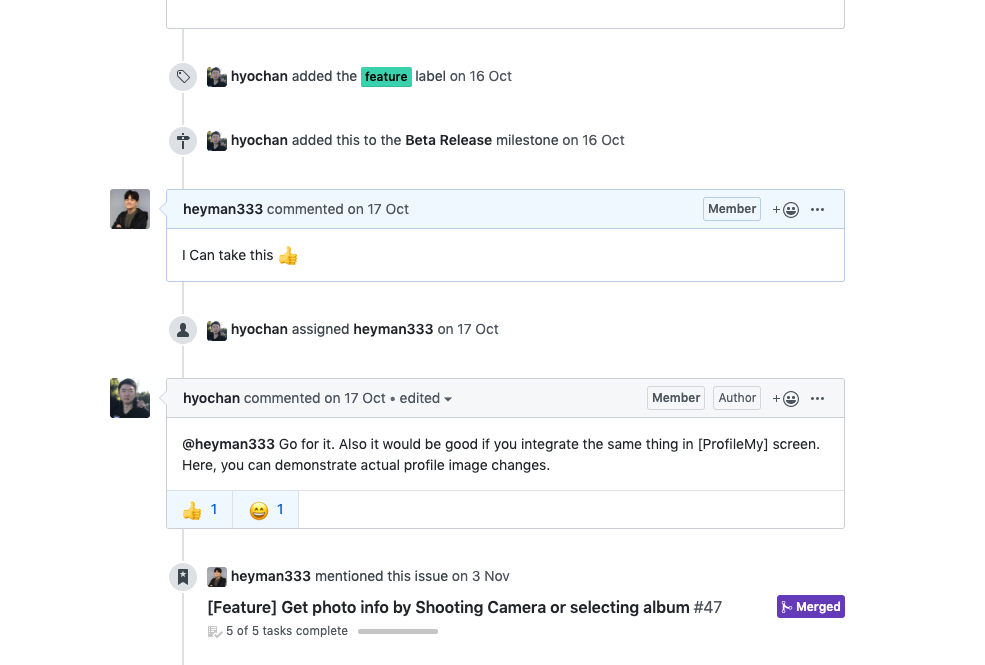 hyochan added the feature label on 16 Oct
hyochan added this to the Beta Release milestone on 16 Oct
heyman333 commented on 17 Oct Member
I Can take this 👍
hyochan assigned heyman333 on 17 Oct
hyochan commented on 17 Oct • edited Member Author
@heyman333 Go for it. Also it would be good if you integrate the same thing in [ProfileMy] screen.
Here, you can demonstrate actual profile image changes.
👍 1 😄 1
heyman333 mentioned this issue on 3 Nov
[Feature] Get photo info by Shooting Camera or selecting album #47 Merged
5 of 5 tasks complete